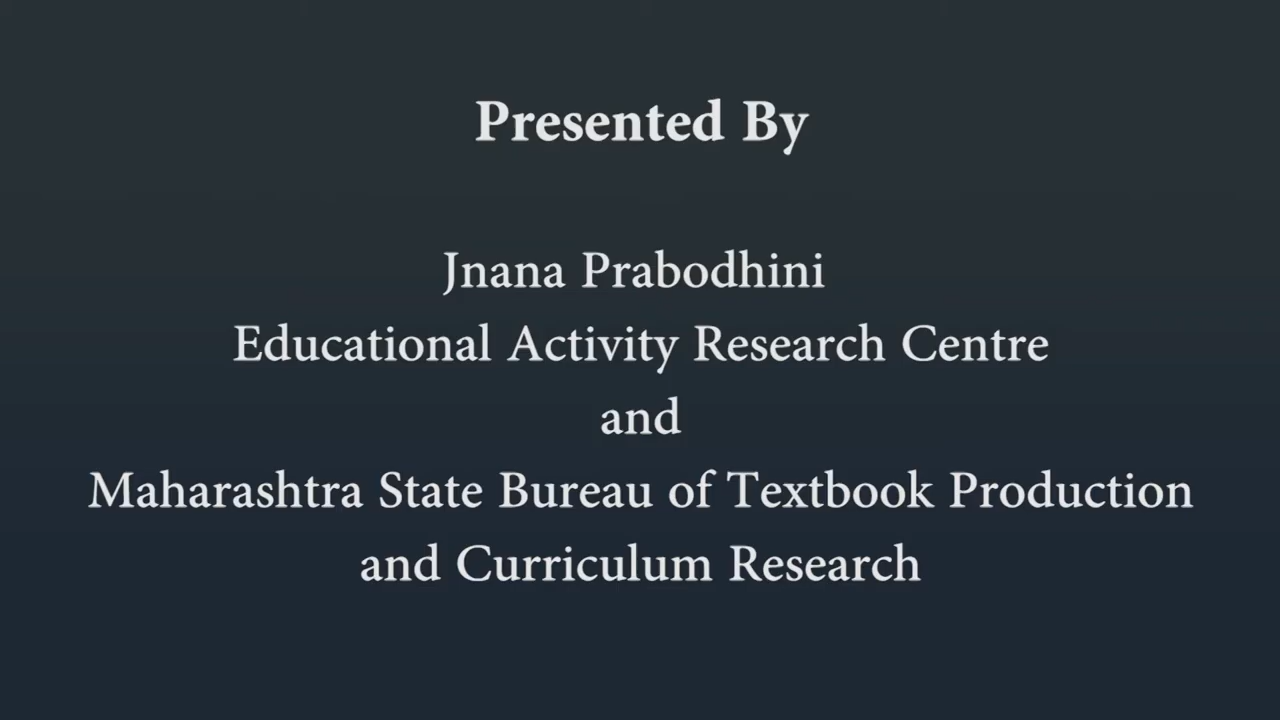 Presented By
Jnana Prabodhini
Educational Activity Research Centre
and
Maharashtra State Bureau of Textbook Production
and Curriculum Research